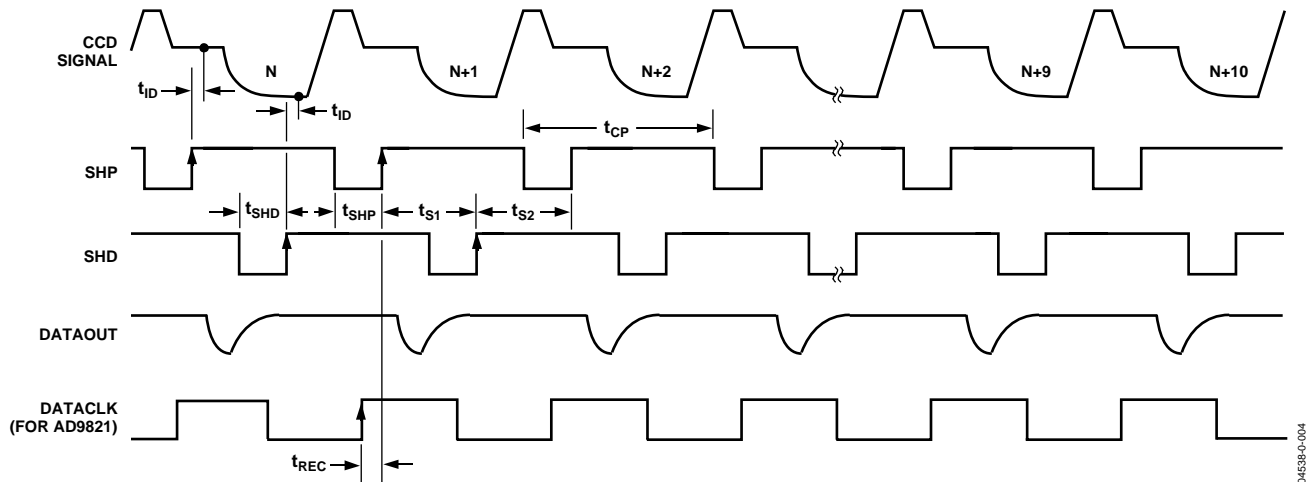 CCD
SIGNAL
N
N+1
N+2
N+9
N+10
tID
tID
tCP
SHP
tSHD
tSHP
tS1
tS2
SHD
DATAOUT
DATACLK
(FOR AD9821)
tREC
04538-0-004